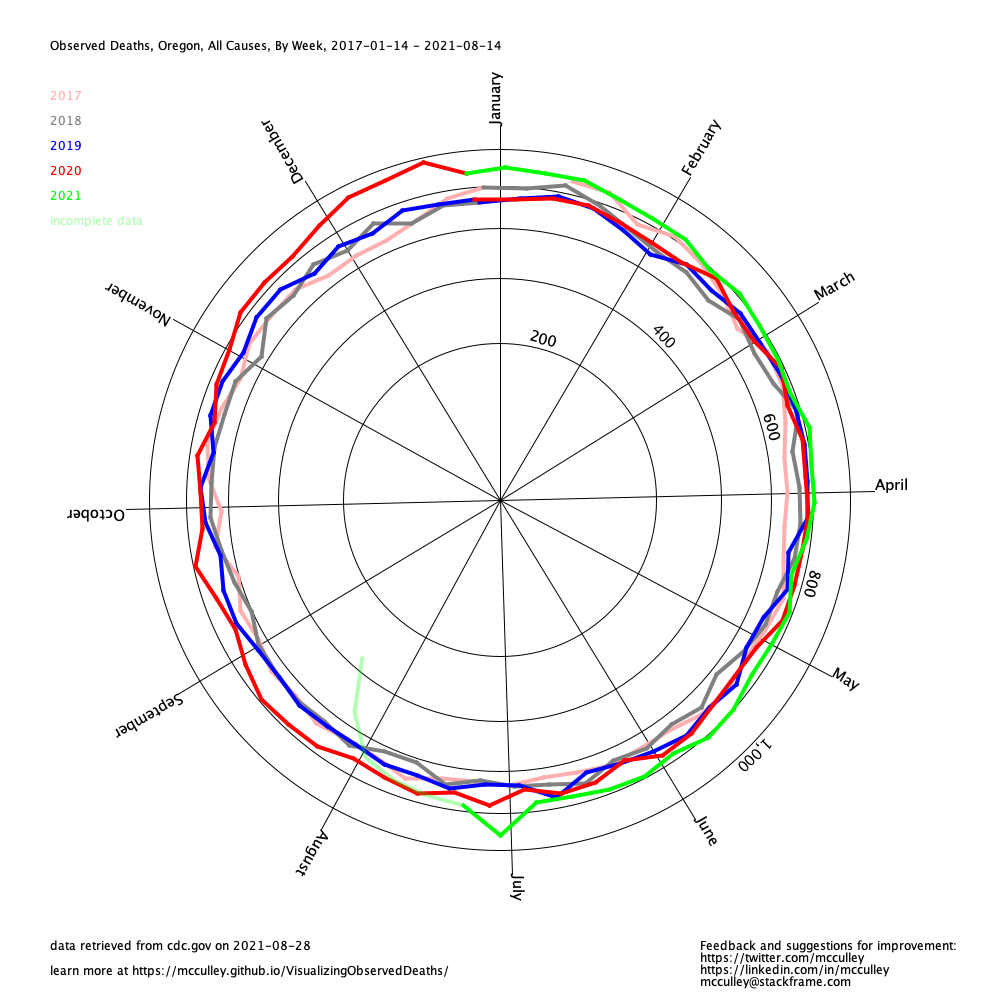 Observed Deaths, Oregon, All Causes, By Week, 2017-01-14 - 2021-08-14
2017
2018
2019
2020
2021
incomplete data
January
February
March
April
May
June
July
August
September
October
November
December
200
400
600
800
1,000
data retrieved from cdc.gov on 2021-08-28
learn more at https://mcculley.github.io/VisualizingObservedDeaths/
Feedback and suggestions for improvement:
https://twitter.com/mcculley
https://linkedin.com/in/mcculley
mcculley@stackframe.com